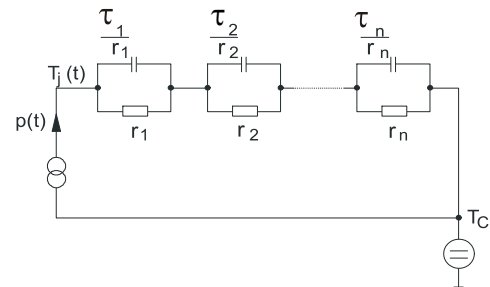 τ1 τ2 τn
r1 r2 rn
Tj(t)
p(t)
r1 r2 rn
TC